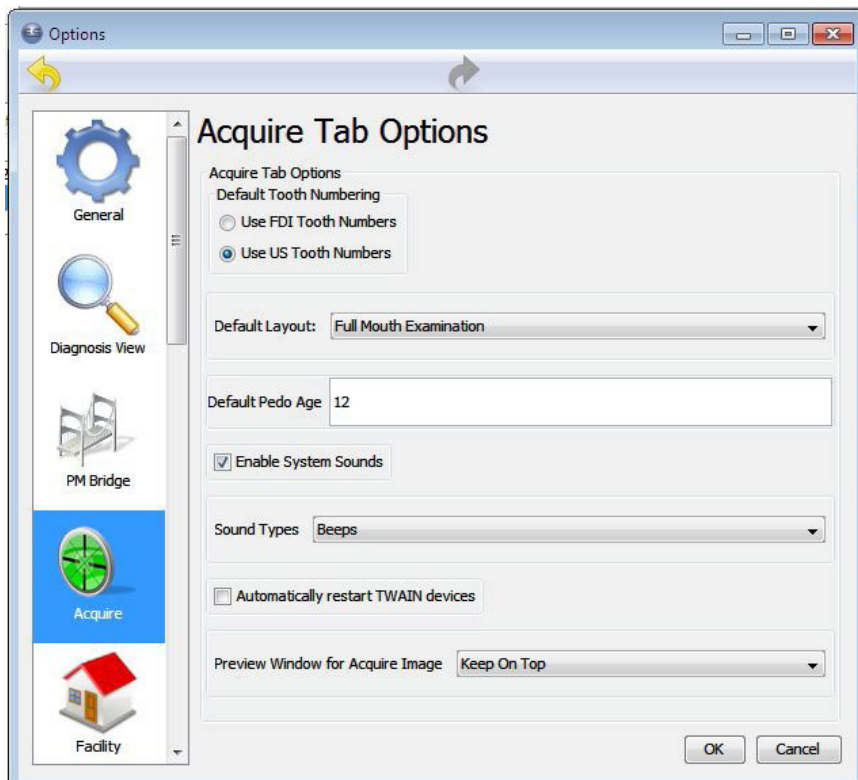 Options
General
Diagnosis View
PM Bridge
Acquire
Facility
Acquire Tab Options
Acquire Tab Options
Default Tooth Numbering
Use FDI Tooth Numbers
Use US Tooth Numbers
Default Layout: Full Mouth Examination
Default Pedo Age 12
Enable System Sounds
Sound Types Beeps
Automatically restart TWAIN devices
Preview Window for Acquire Image Keep On Top
OK Cancel